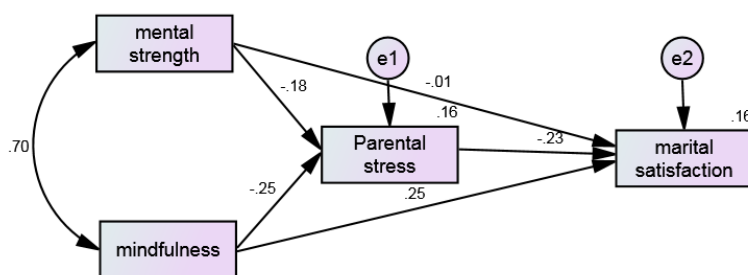 mental
strength
e1
e2
-.01
-.18
.16
.16
Parental
stress
-.23
marital
satisfaction
.70
-.25
.25
mindfulness